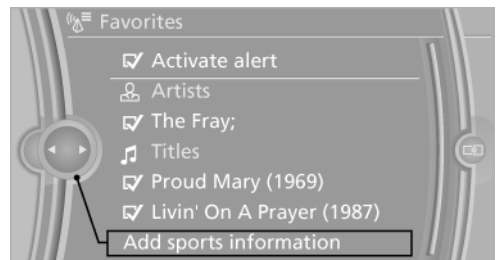 Favorites
Activate alert
Artists
The Fray;
Titles
Proud Mary (1969)
Livin' On A Prayer (1987)
Add sports information